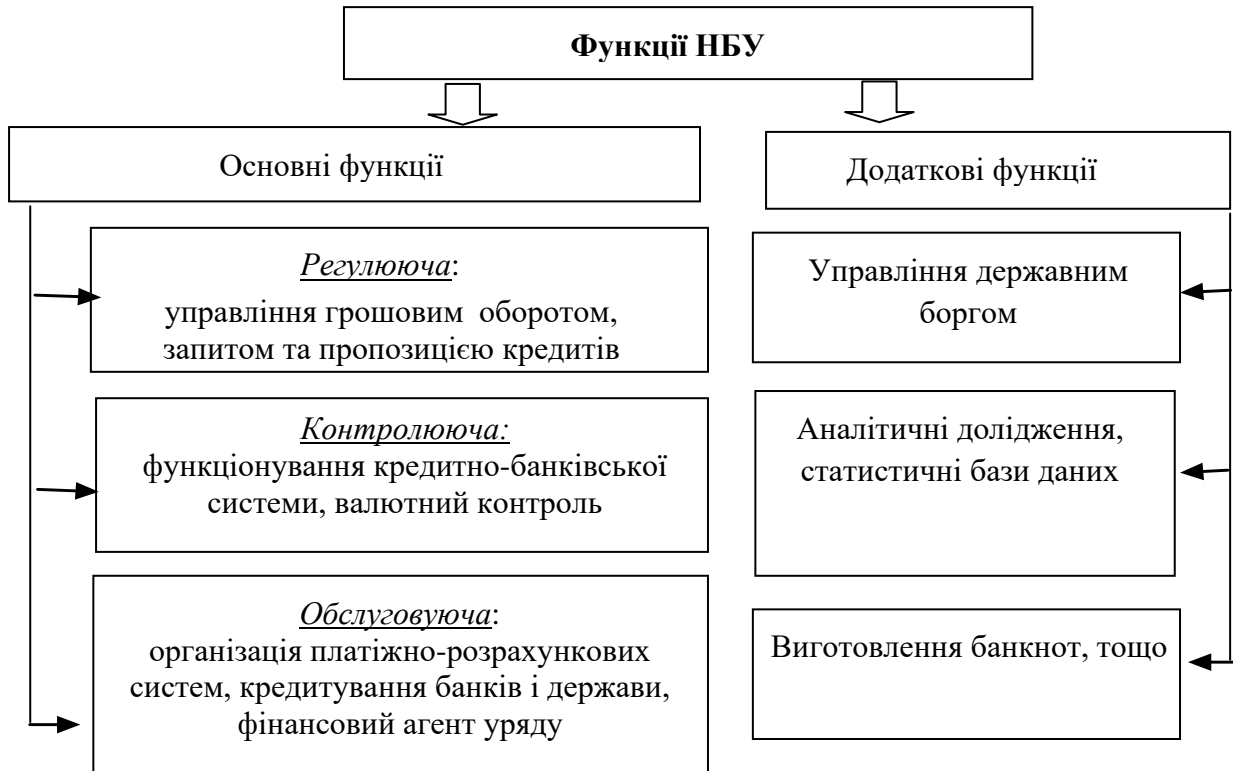 Функції НБУ
Основні функції
Додаткові функції
Регулююча:
управління грошовим оборотом,
запитом та пропозицією кредитів
Контролююча:
функціонування кредитно-банківської
системи, валютний контроль
Обслуговуюча:
організація платіжно-розрахункових
систем, кредитування банків і держави,
фінансовий агент уряду
Управління державним
боргом
Аналітичні долідження,
статистичні бази даних
Виготовлення банкнот, тощо